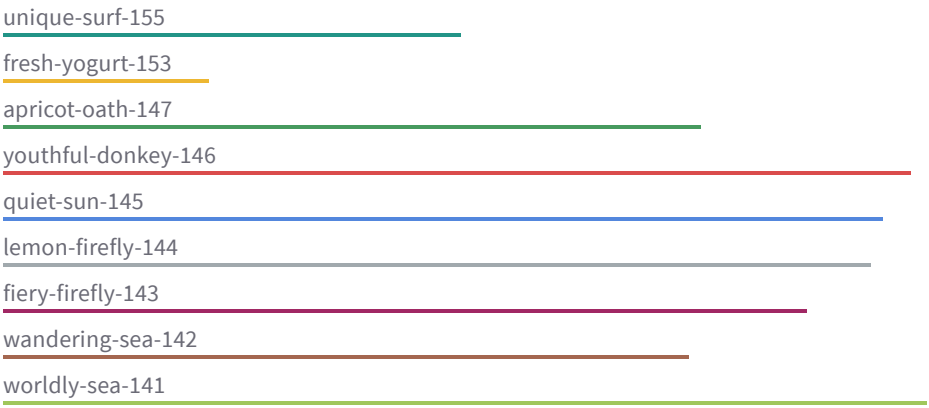 unique-surf-155
fresh-yogurt-153
apricot-oath-147
youthful-donkey-146
quiet-sun-145
lemon-firefly-144
fiery-firefly-143
wandering-sea-142
worldly-sea-141